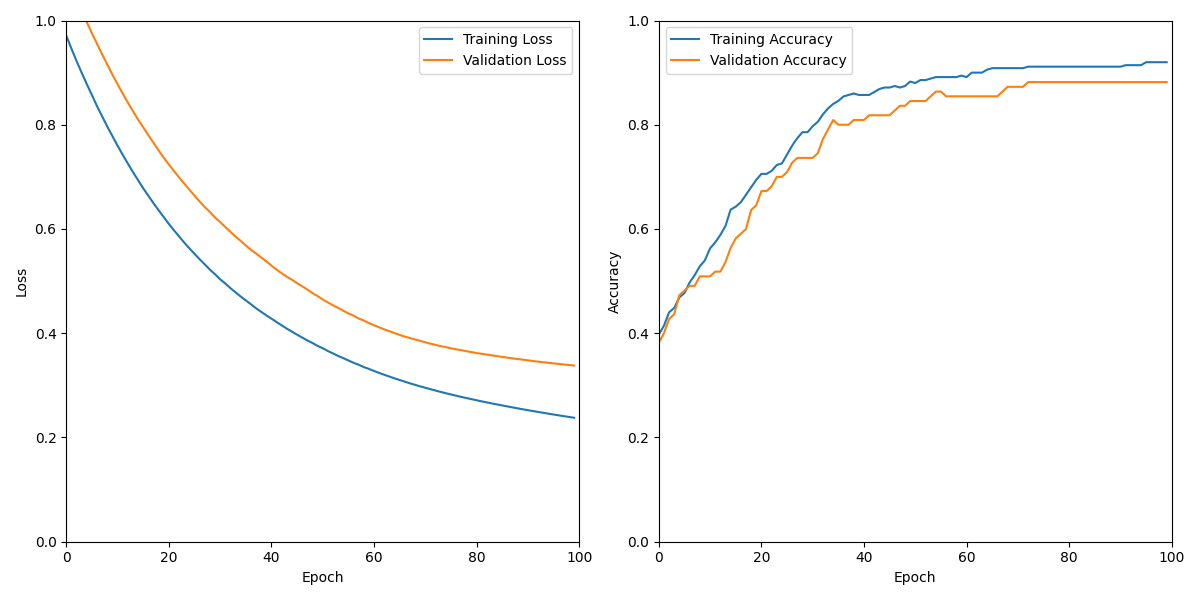 1.0
0.8
0.6
0.4
0.2
0.0
Loss
0 20 40 60 80 100
Epoch
Training Loss
Validation Loss
1.0
0.8
0.6
0.4
0.2
0.0
Accuracy
0 20 40 60 80 100
Epoch
Training Accuracy
Validation Accuracy